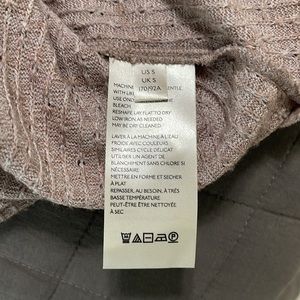 US S
UK S
170/92A
MACHINE GENTLE,
WITH
USE ONLY
BLEACH
RESHAPE LAY FLAT TO DRY
LOW IRON AS NEEDED
MAY BE DRY CLEANED
LAVER À LA MACHINE À L'EAU
FROIDE AVEC COULEURS
SIMILAIRES CYCLE DÉLICAT
UTILISER UN AGENT DE
BLANCHIMENT SANS CHLORE SI
NÉCESSAIRE
METTRE EN FORME ET SÉCHER
À PLAT
REPASSER, AU BESOIN, À TRÈS
BASSE TEMPÉRATURE
PEUT-ÊTRE ÊTRE NETTOYÉE
À SEC